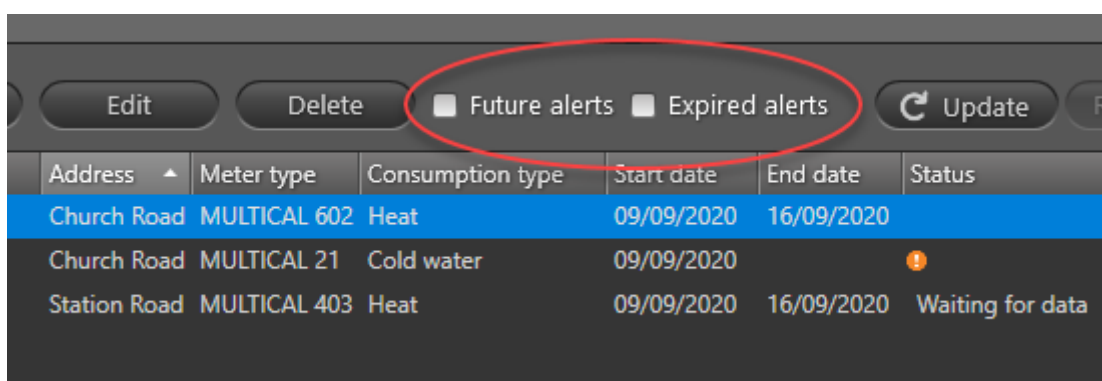 Edit Delete Future alerts Expired alerts Update
Address Meter type Consumption type Start date End date Status
Church Road MULTICAL 602 Heat 09/09/2020 16/09/2020
Church Road MULTICAL 21 Cold water 09/09/2020
Station Road MULTICAL 403 Heat 09/09/2020 16/09/2020 Waiting for data